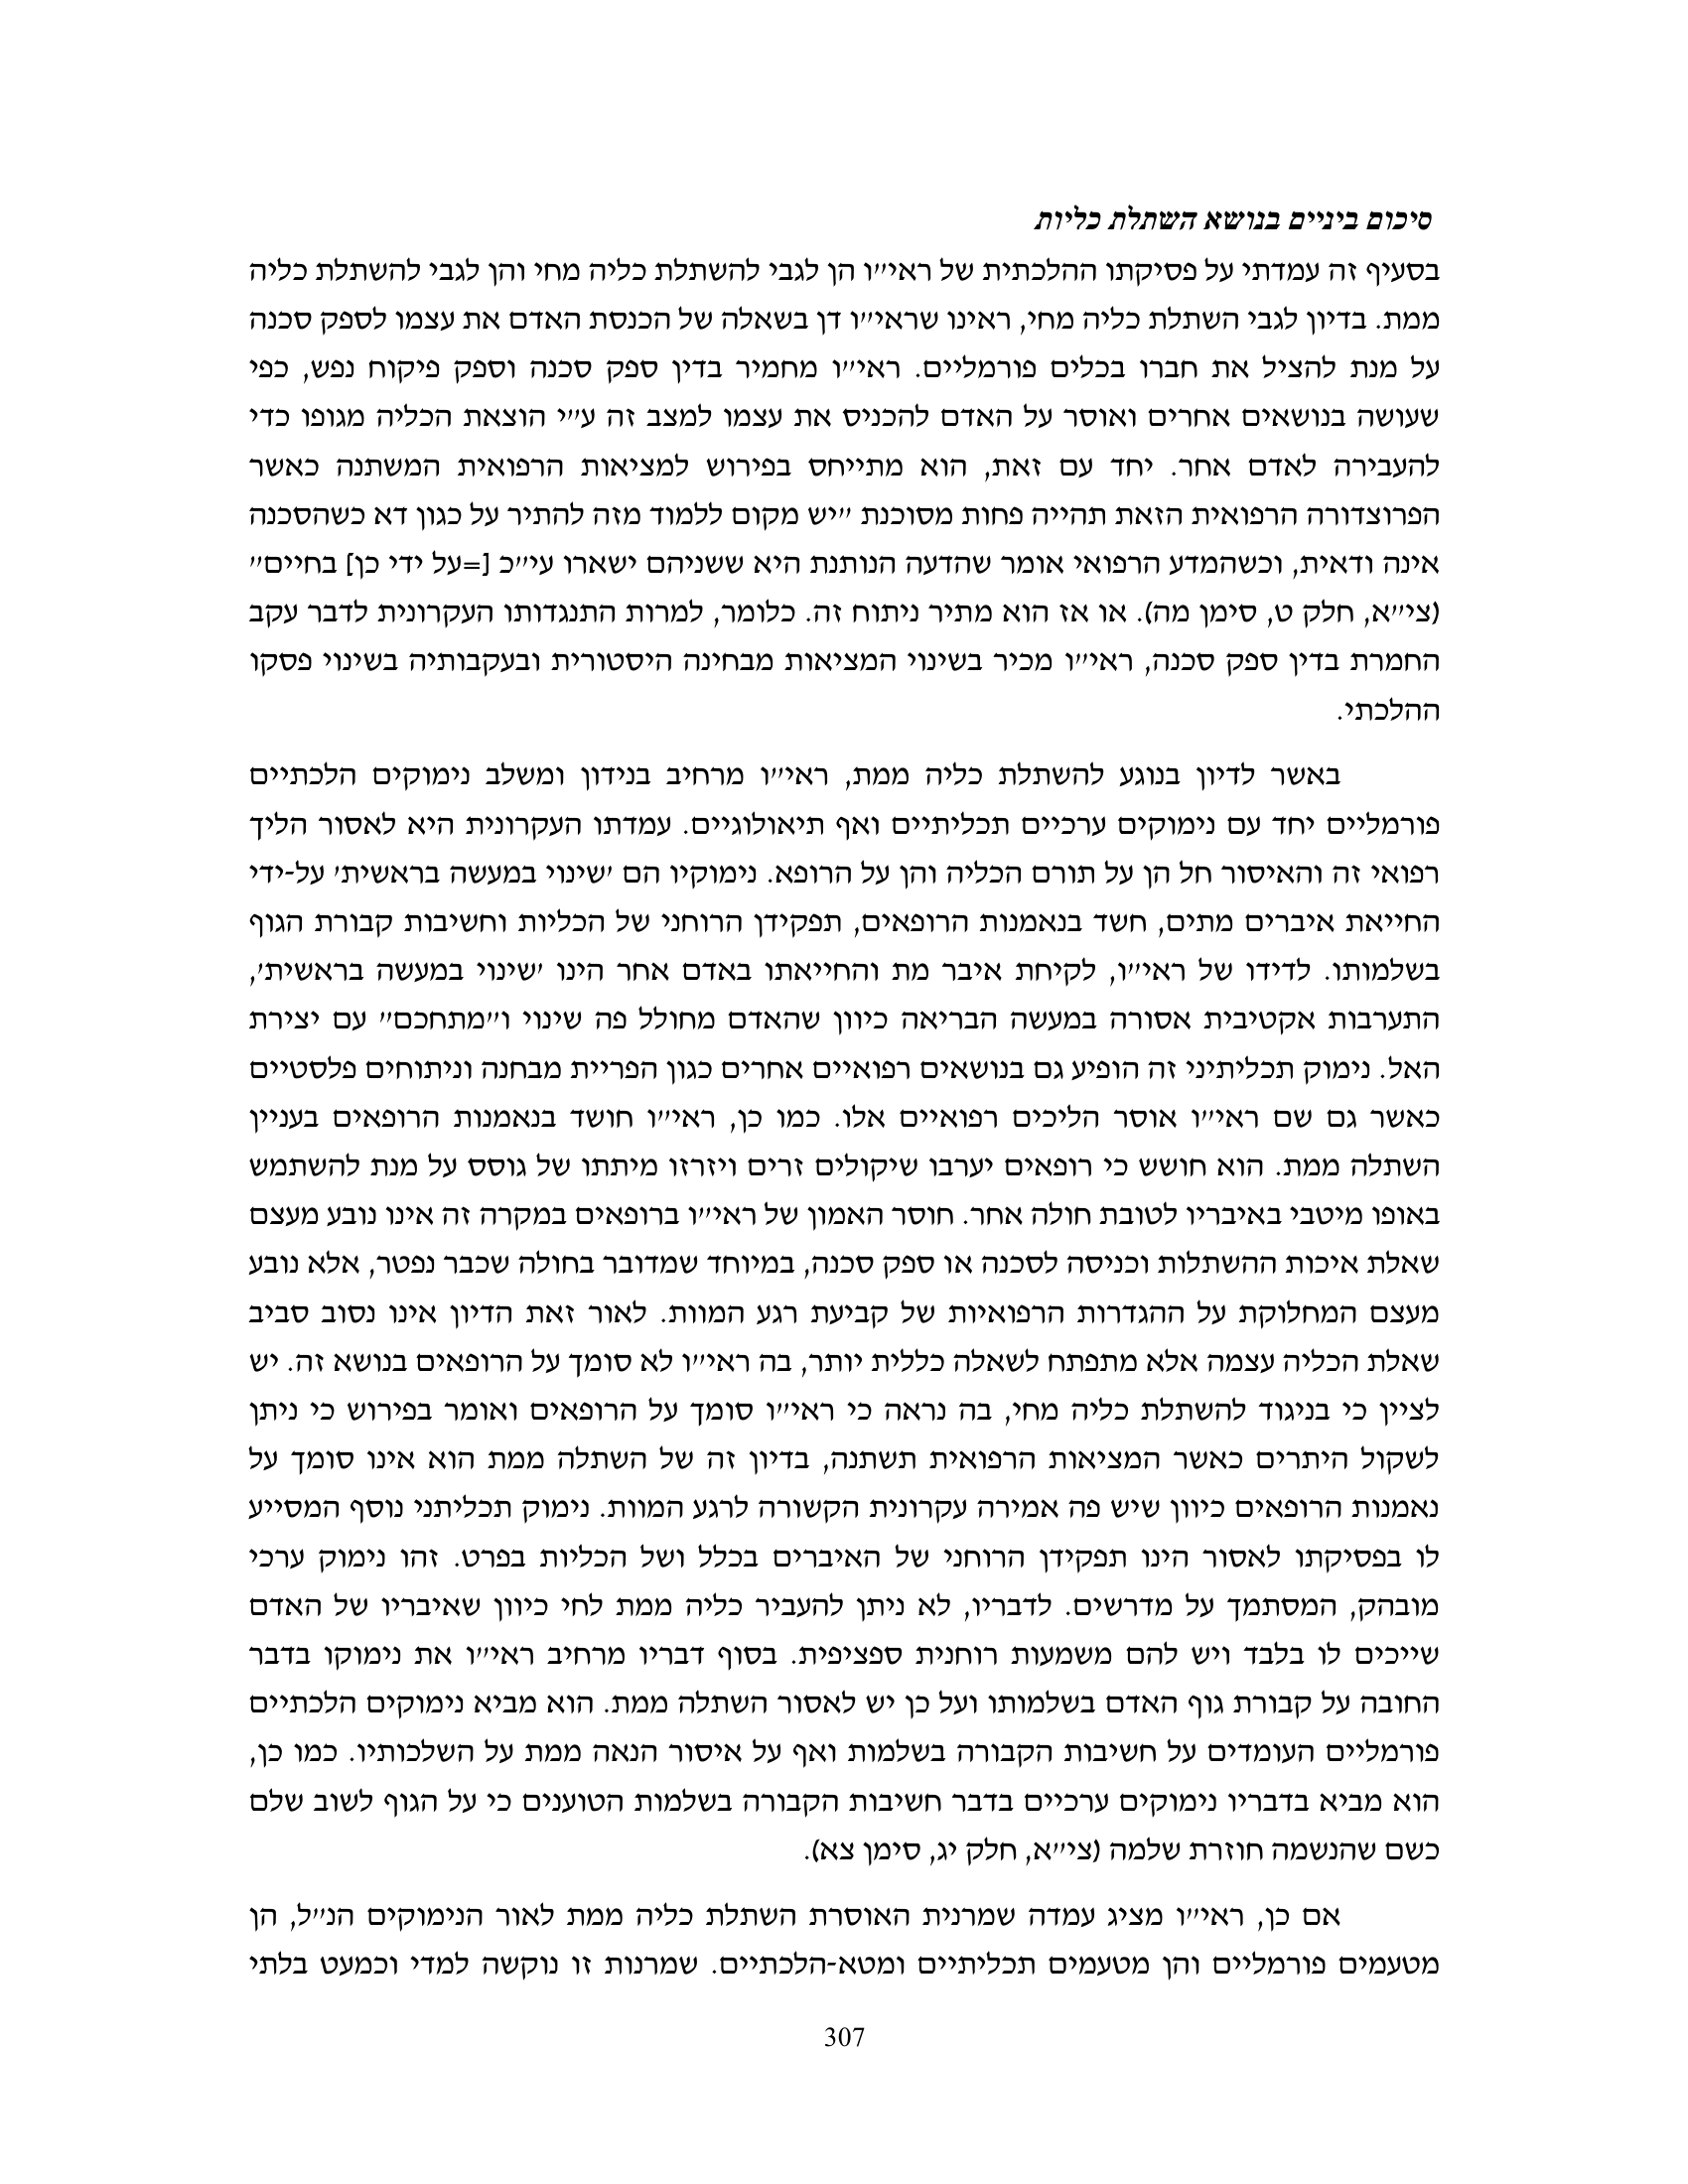 סיכום ביניים בנושא השתלת כליות
בסעיף זה עמדתי על פסיקתו ההלכתית של ראי״ו הן לגבי להשתלת כליה מחי והן לגבי להשתלת כליה
ממת. בדיון לגבי השתלת כליה מחי, ראינו שראי״ו דן בשאלה של הכנסת האדם את עצמו לספק סכנה
על מנת להציל את חברו בכלים פורמליים. ראי״ו מחמיר בדין ספק סכנה וספק פיקוח נפש, כפי
שעושה בנושאים אחרים ואוסר על האדם להכניס את עצמו למצב זה ע״י הוצאת הכליה מגופו כדי
להעבירה לאדם אחר. יחד עם זאת, הוא מתייחס בפירוש למציאות הרפואית המשתנה כאשר
הפרוצדורה הרפואית הזאת תהייה פחות מסוכנת ״יש מקום ללמוד מזה להתיר על כגון דא כשהסכנה
אינה ודאית, וכשהמדע הרפואי אומר שהדעה הנותנת היא ששניהם ישארו עי״כ [=על ידי כן] בחיים״
(צי״א, חלק ט, סימן מה). או אז הוא מתיר ניתוח זה. כלומר, למרות התנגדותו העקרונית לדבר עקב
החמרת בדין ספק סכנה, ראי״ו מכיר בשינוי המציאות מבחינה היסטורית ובעקבותיה בשינוי פסקו
ההלכתי.
באשר לדיון בנוגע להשתלת כליה ממת, ראי״ו מרחיב בנידון ומשלב נימוקים הלכתיים
פורמליים יחד עם נימוקים ערכיים תכליתיים ואף תיאולוגיים. עמדתו העקרונית היא לאסור הליך
רפואי זה והאיסור חל הן על תורם הכליה והן על הרופא. נימוקיו הם ׳שינוי במעשה בראשית׳ על-ידי
החייאת איברים מתים, חשד בנאמנות הרופאים, תפקידן הרוחני של הכליות וחשיבות קבורת הגוף
בשלמותו. לדידו של ראי״ו, לקיחת איבר מת והחייאתו באדם אחר הינו ׳שינוי במעשה בראשית׳,
התערבות אקטיבית אסורה במעשה הבריאה כיוון שהאדם מחולל פה שינוי ו״מתחכם״ עם יצירת
האל. נימוק תכליתיני זה הופיע גם בנושאים רפואיים אחרים כגון הפריית מבחנה וניתוחים פלסטיים
כאשר גם שם ראי״ו אוסר הליכים רפואיים אלו. כמו כן, ראי״ו חושד בנאמנות הרופאים בעניין
השתלה ממת. הוא חושש כי רופאים יערבו שיקולים זרים ויזרזו מיתתו של גוסס על מנת להשתמש
באופו מיטבי באיבריו לטובת חולה אחר. חוסר האמון של ראי״ו ברופאים במקרה זה אינו נובע מעצם
שאלת איכות ההשתלות וכניסה לסכנה או ספק סכנה, במיוחד שמדובר בחולה שכבר נפטר, אלא נובע
מעצם המחלוקת על ההגדרות הרפואיות של קביעת רגע המוות. לאור זאת הדיון אינו נסוב סביב
שאלת הכליה עצמה אלא מתפתח לשאלה כללית יותר, בה ראי״ו לא סומך על הרופאים בנושא זה. יש
לציין כי בניגוד להשתלת כליה מחי, בה נראה כי ראי״ו סומך על הרופאים ואומר בפירוש כי ניתן
לשקול היתרים כאשר המציאות הרפואית תשתנה, בדיון זה של השתלה ממת הוא אינו סומך על
נאמנות הרופאים כיוון שיש פה אמירה עקרונית הקשורה לרגע המוות. נימוק תכליתני נוסף המסייע
לו בפסיקתו לאסור הינו תפקידן הרוחני של האיברים בכלל ושל הכליות בפרט. זהו נימוק ערכי
מובהק, המסתמך על מדרשים. לדבריו, לא ניתן להעביר כליה ממת לחי כיוון שאיבריו של האדם
שייכים לו בלבד ויש להם משמעות רוחנית ספציפית. בסוף דבריו מרחיב ראי״ו את נימוקו בדבר
החובה על קבורת גוף האדם בשלמותו ועל כן יש לאסור השתלה ממת. הוא מביא נימוקים הלכתיים
פורמליים העומדים על חשיבות הקבורה בשלמות ואף על איסור הנאה ממת על השלכותיו. כמו כן,
הוא מביא בדבריו נימוקים ערכיים בדבר חשיבות הקבורה בשלמות הטוענים כי על הגוף לשוב שלם
כשם שהנשמה חוזרת שלמה (צי״א, חלק יג, סימן צא).
אם כן, ראי״ו מציג עמדה שמרנית האוסרת השתלת כליה ממת לאור הנימוקים הנ״ל, הן
מטעמים פורמליים והן מטעמים תכליתיים ומטא-הלכתיים. שמרנות זו נוקשה למדי וכמעט בלתי
307